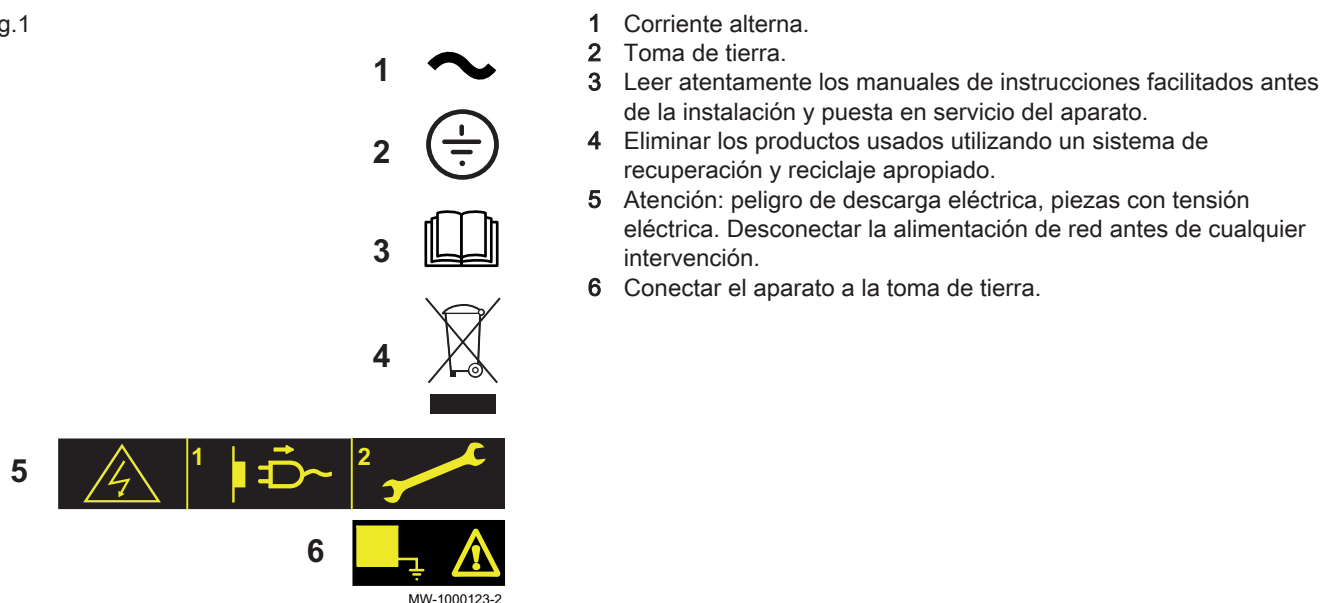 g.1
1
2
3
4
5
1
2
6
MW-1000123-2
1 Corriente alterna.
2 Toma de tierra.
3 Leer atentamente los manuales de instrucciones facilitados antes
de la instalación y puesta en servicio del aparato.
4 Eliminar los productos usados utilizando un sistema de
recuperación y reciclaje apropiado.
5 Atención: peligro de descarga eléctrica, piezas con tensión
eléctrica. Desconectar la alimentación de red antes de cualquier
intervención.
6 Conectar el aparato a la toma de tierra.